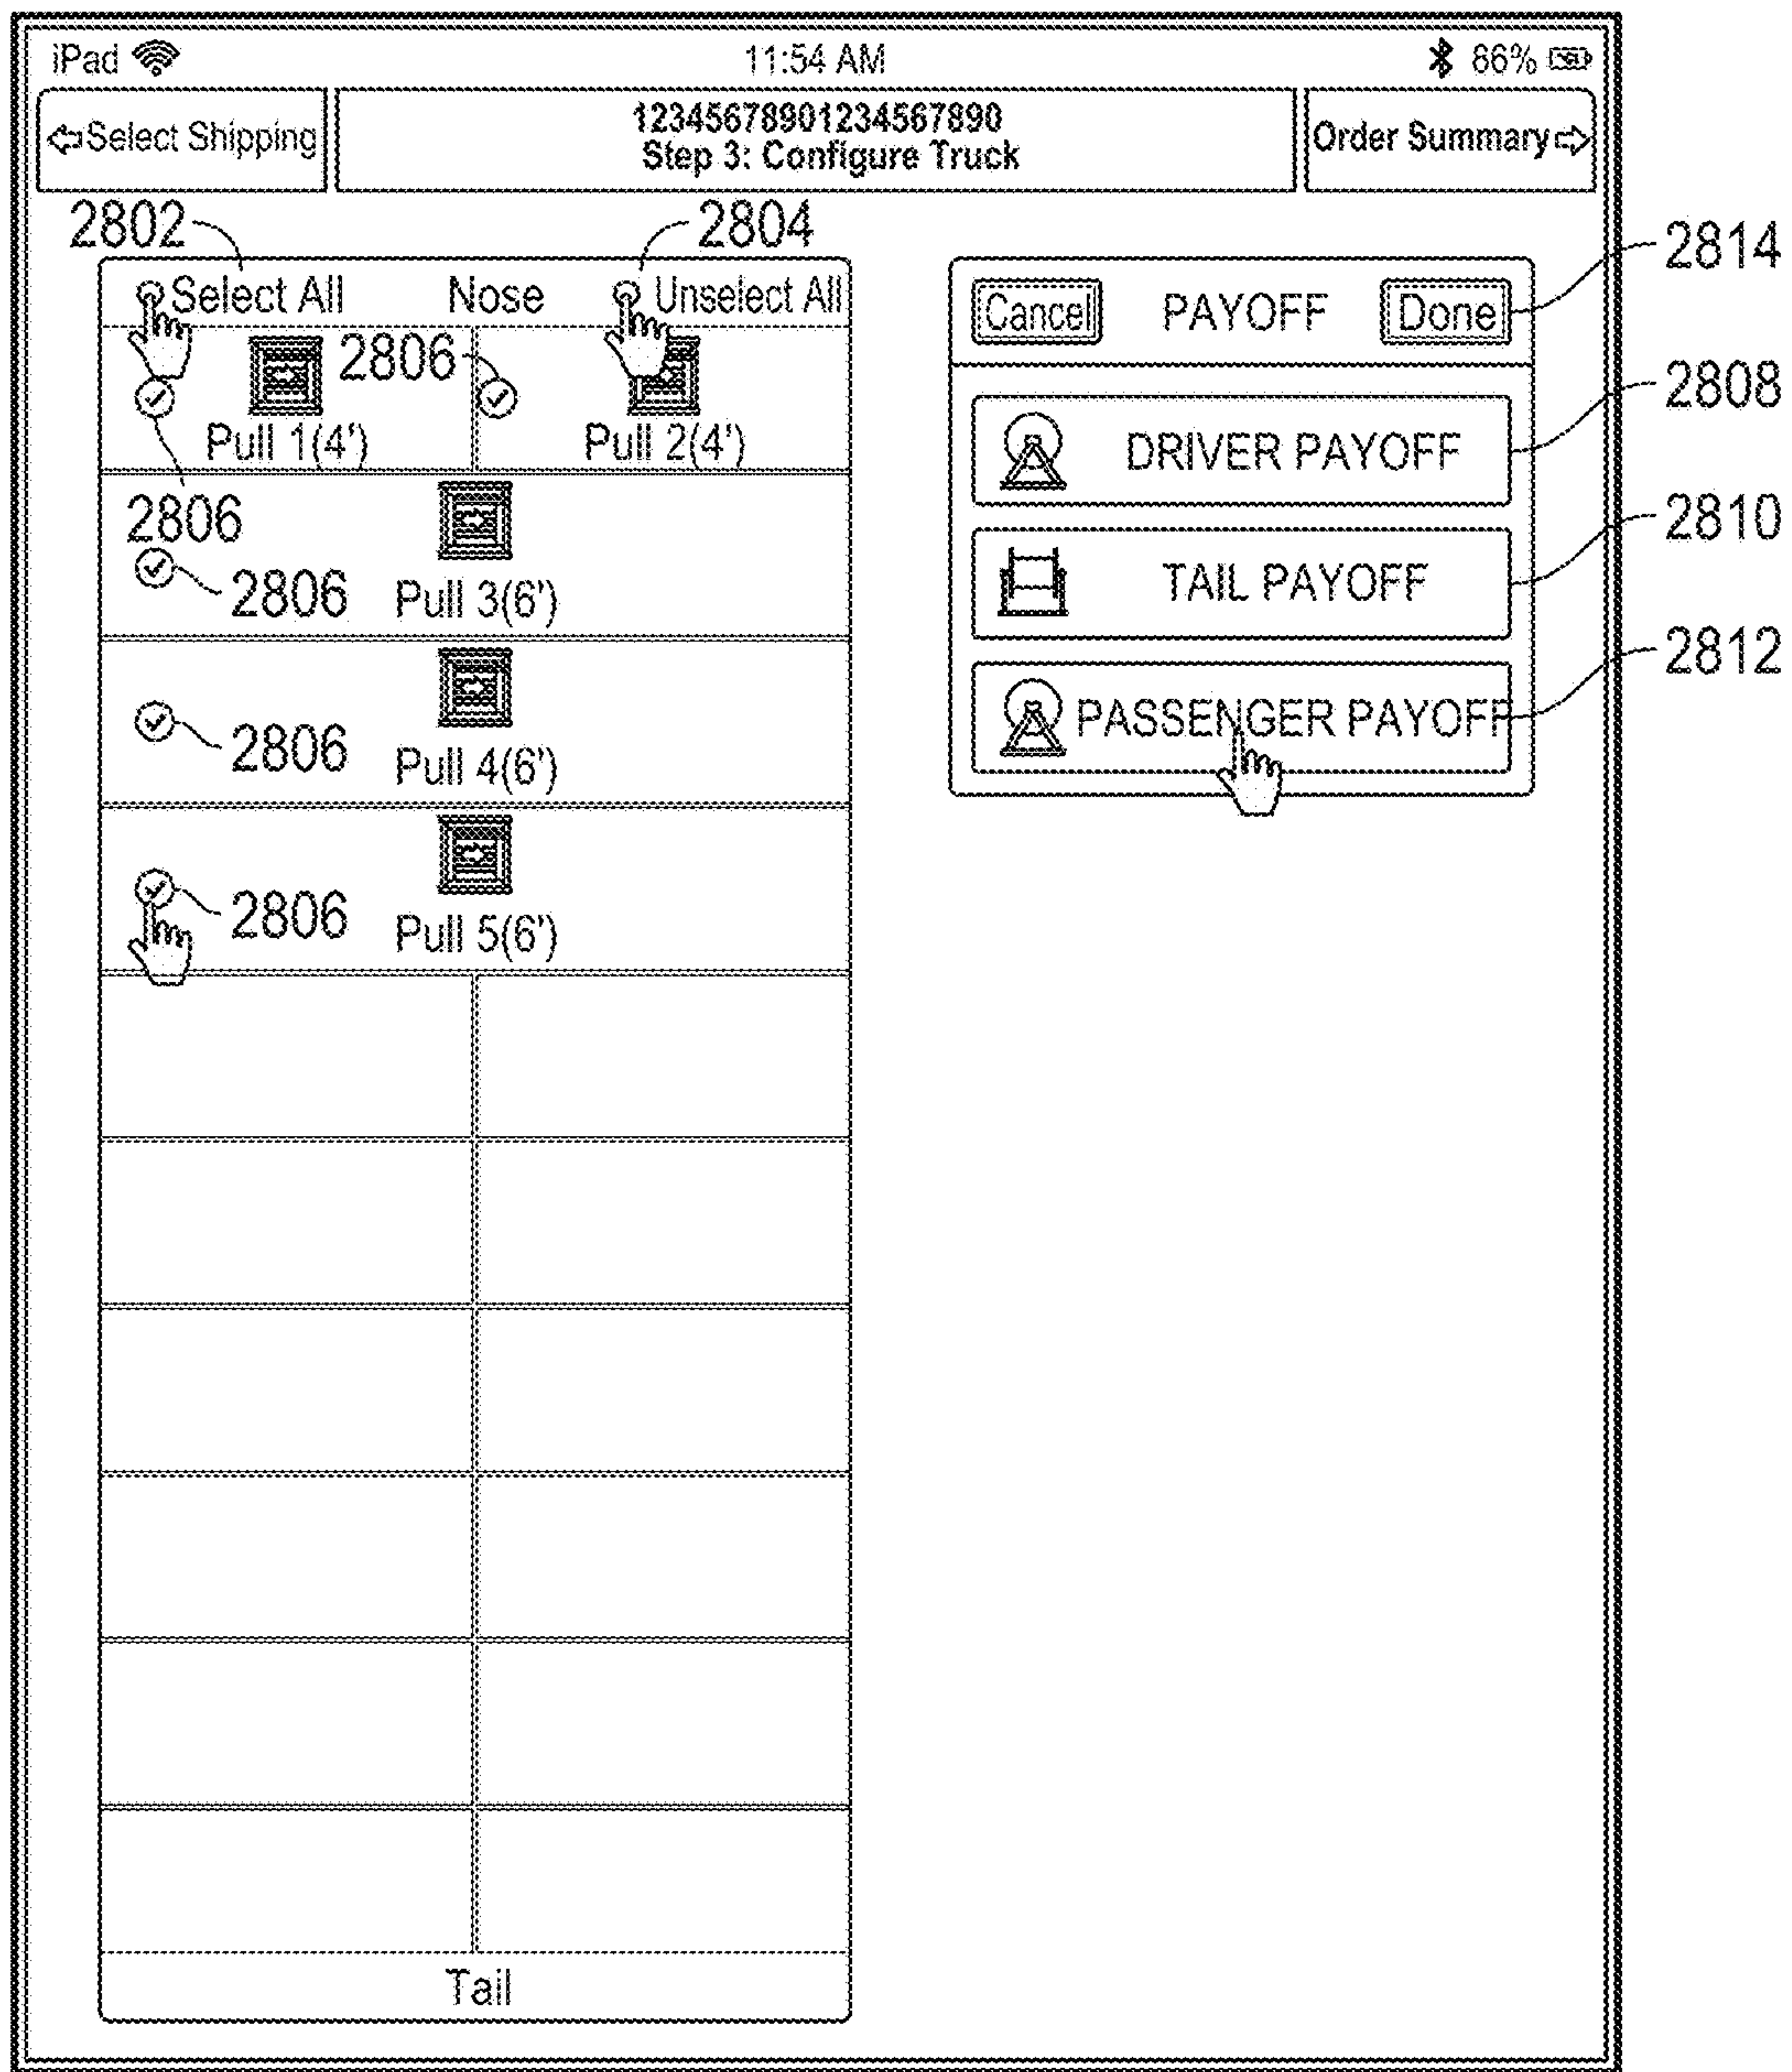 iPad 11:54 AM 86%
Select Shipping
12345678901234567890
Step 3: Configure Truck
Order Summary
2802 2804
Select All Nose Unselect All
2806
Pull 1(4') Pull 2(4')
2806
2806 Pull 3(6')
2806 Pull 4(6')
2806 Pull 5(6')
Tail
Cancel PAYOFF Done 2814
DRIVER PAYOFF 2808
TAIL PAYOFF 2810
PASSENGER PAYOFF 2812